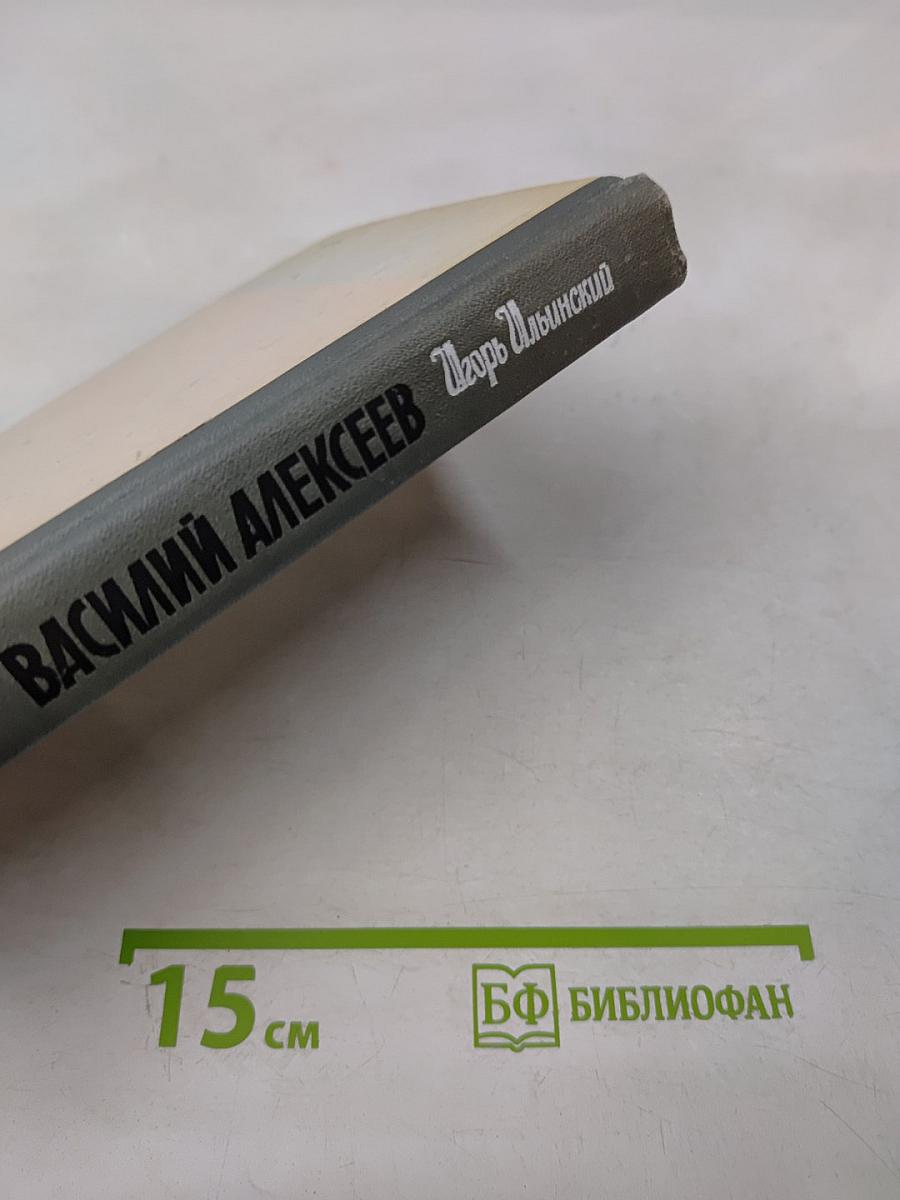 ВАСИЛИЙ АЛЕКСЕЕВ Игорь Ильинский
15 см
БФ БИБЛИОФАН